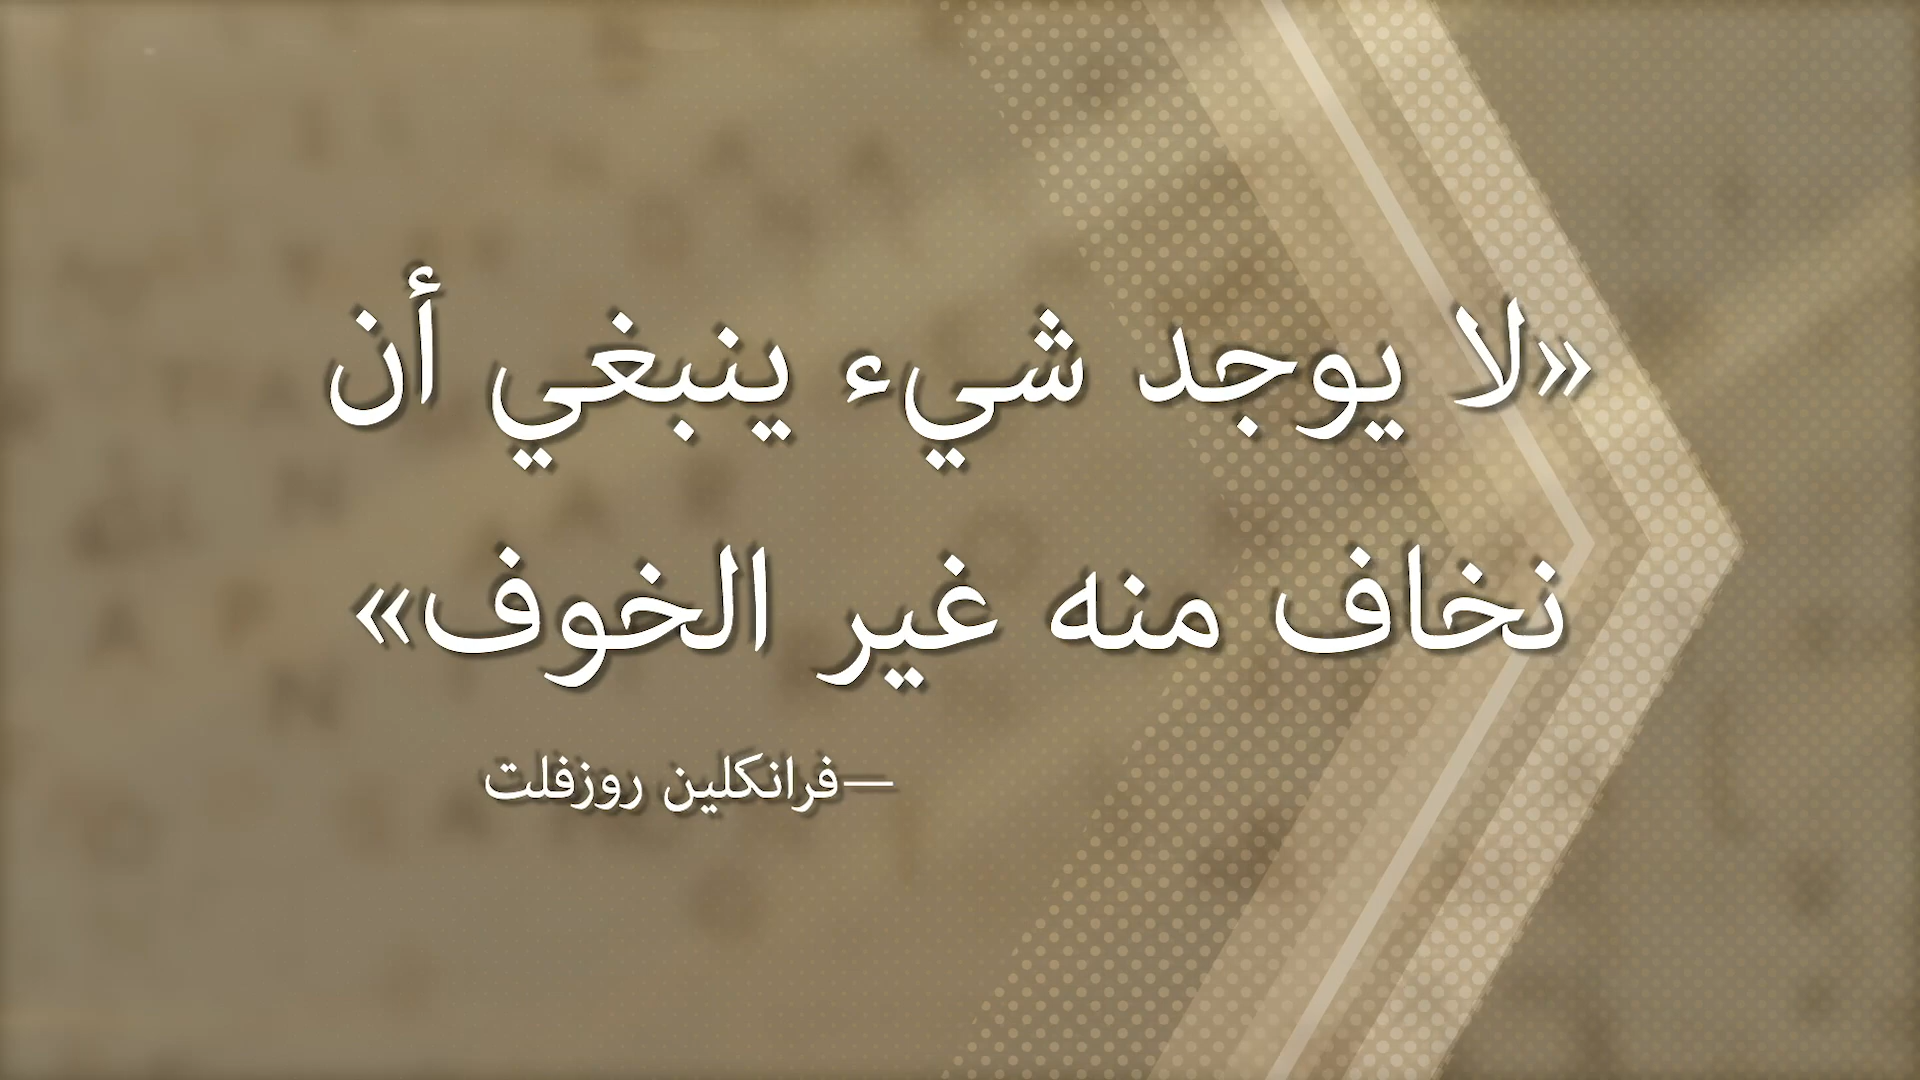 «لا يوجد شيء ينبغي أن
نخاف منه غير الخوف»
—فرانكلين روزفلت